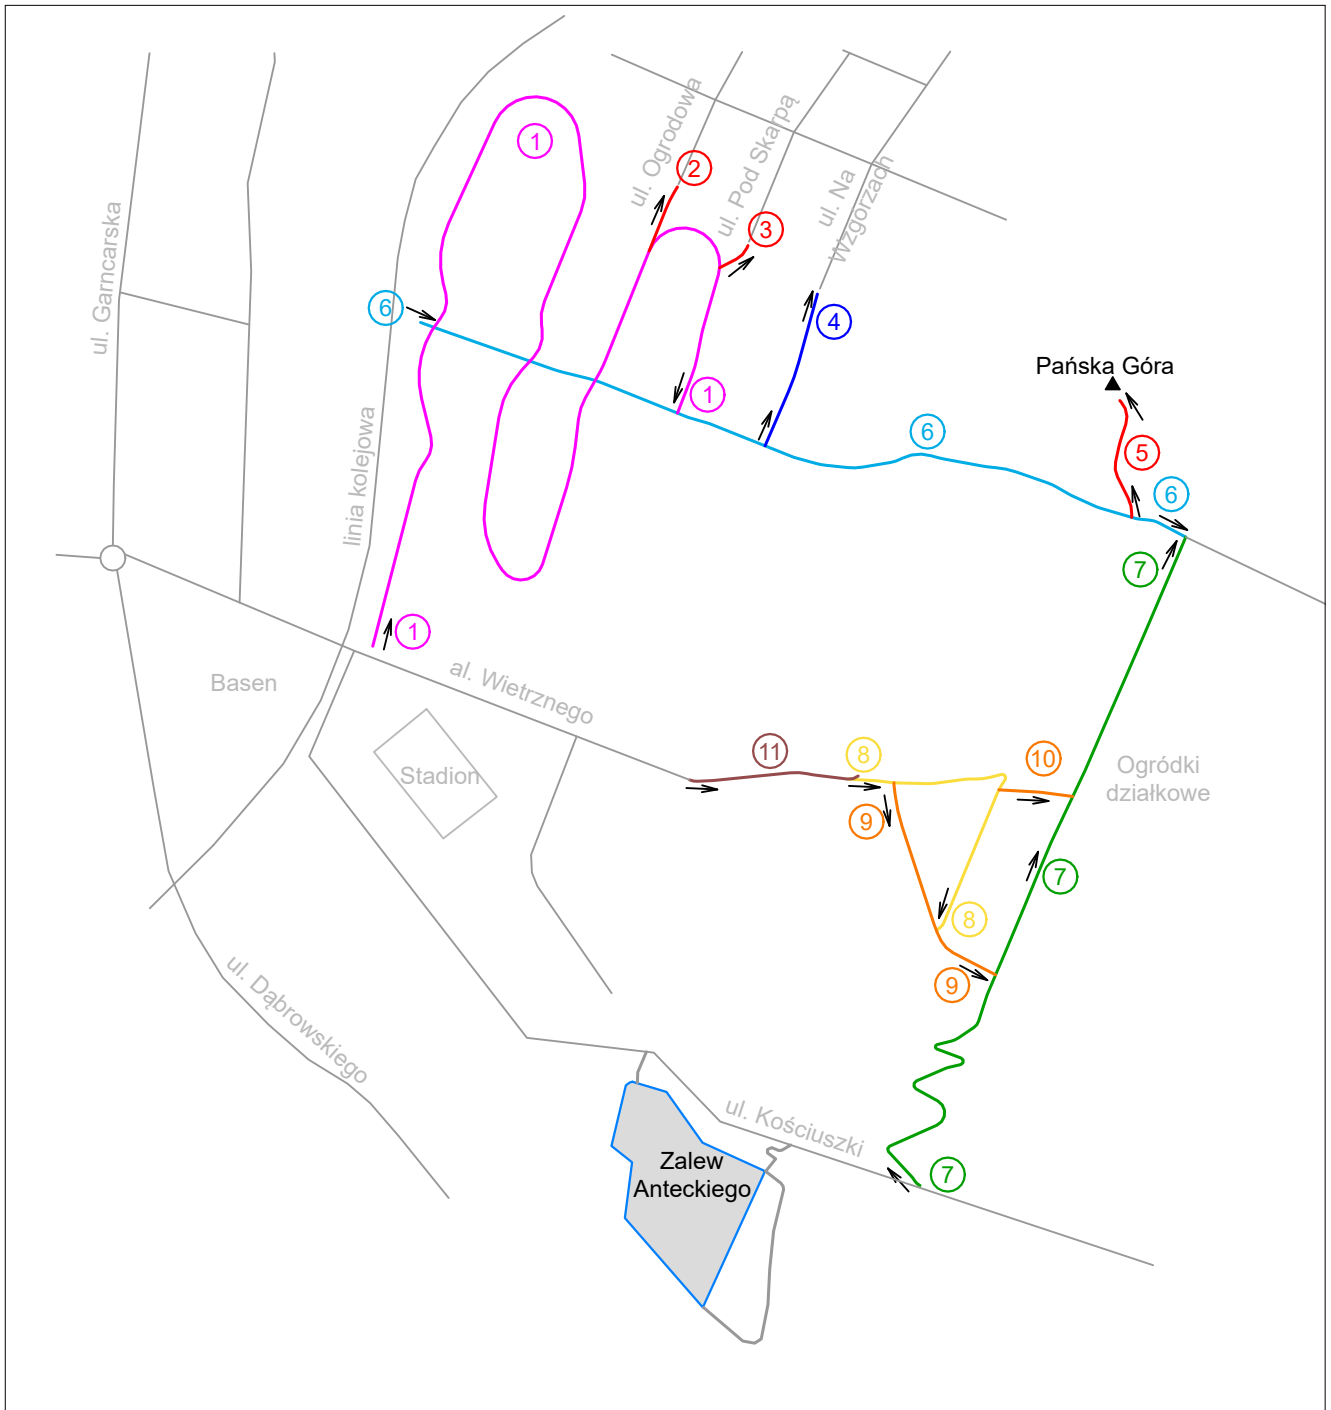 1
ul. Ogrodowa
2
ul. Pod Skarpą
3
ul. Na
Wzgorzach
ul. Garncarska
6
4
Pańska Góra
1
6
5
6
linia kolejowa
7
1
Basen
al. Wietrznego
Stadion
11
8
10
Ogródki
działkowe
9
7
8
9
ul. Dąbrowskiego
ul. Kościuszki
Zalew
Anteckiego
7